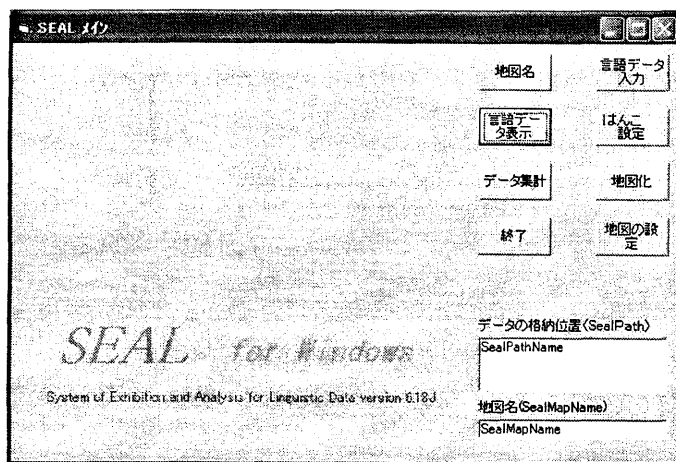 SEAL メイン
地図名
言語データ
入力
言語デー
タ表示
はんこ
設定
データ集計
地図化
終了
地図の設
定
データの格納位置(SealPath)
SealPathName
SEAL for Windows
System of Exhibition and Analysis for Linguistic Data version 6.18J
地図名(SealMapName)
SealMapName